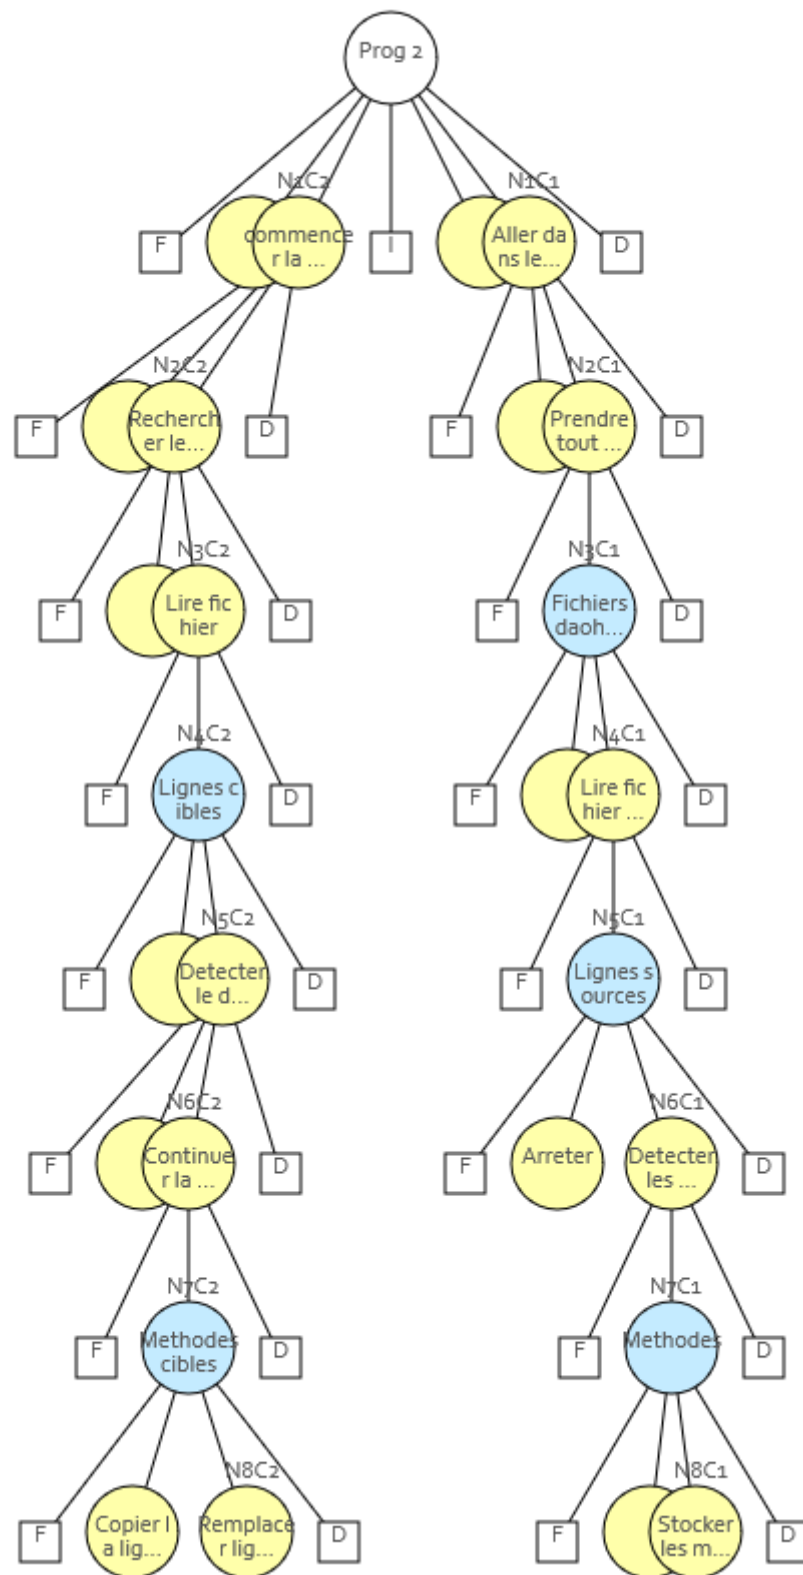 Prog 2
N1C2
N1C1
F
commence
r la ...
I
Aller da
ns le...
D
N2C2
N2C1
F
Recherch
er le...
D
F
Prendre
tout ...
D
N3C2
N3C1
F
Lire fic
hier
D
F
Fichiers
daoh...
D
N4C2
N4C1
F
Lignes c
ibles
D
F
Lire fic
hier ...
D
N5C2
N5C1
F
Detecter
le d...
D
F
Lignes s
ources
D
N6C2
N6C1
F
Continue
r la ...
D
F
Arreter
Detecter
les ...
D
N7C2
N7C1
F
Methodes
cibles
D
F
Methodes
D
N8C2
N8C1
F
Copier l
a lig...
Remplace
r lig...
D
F
Stocker
les m...
D